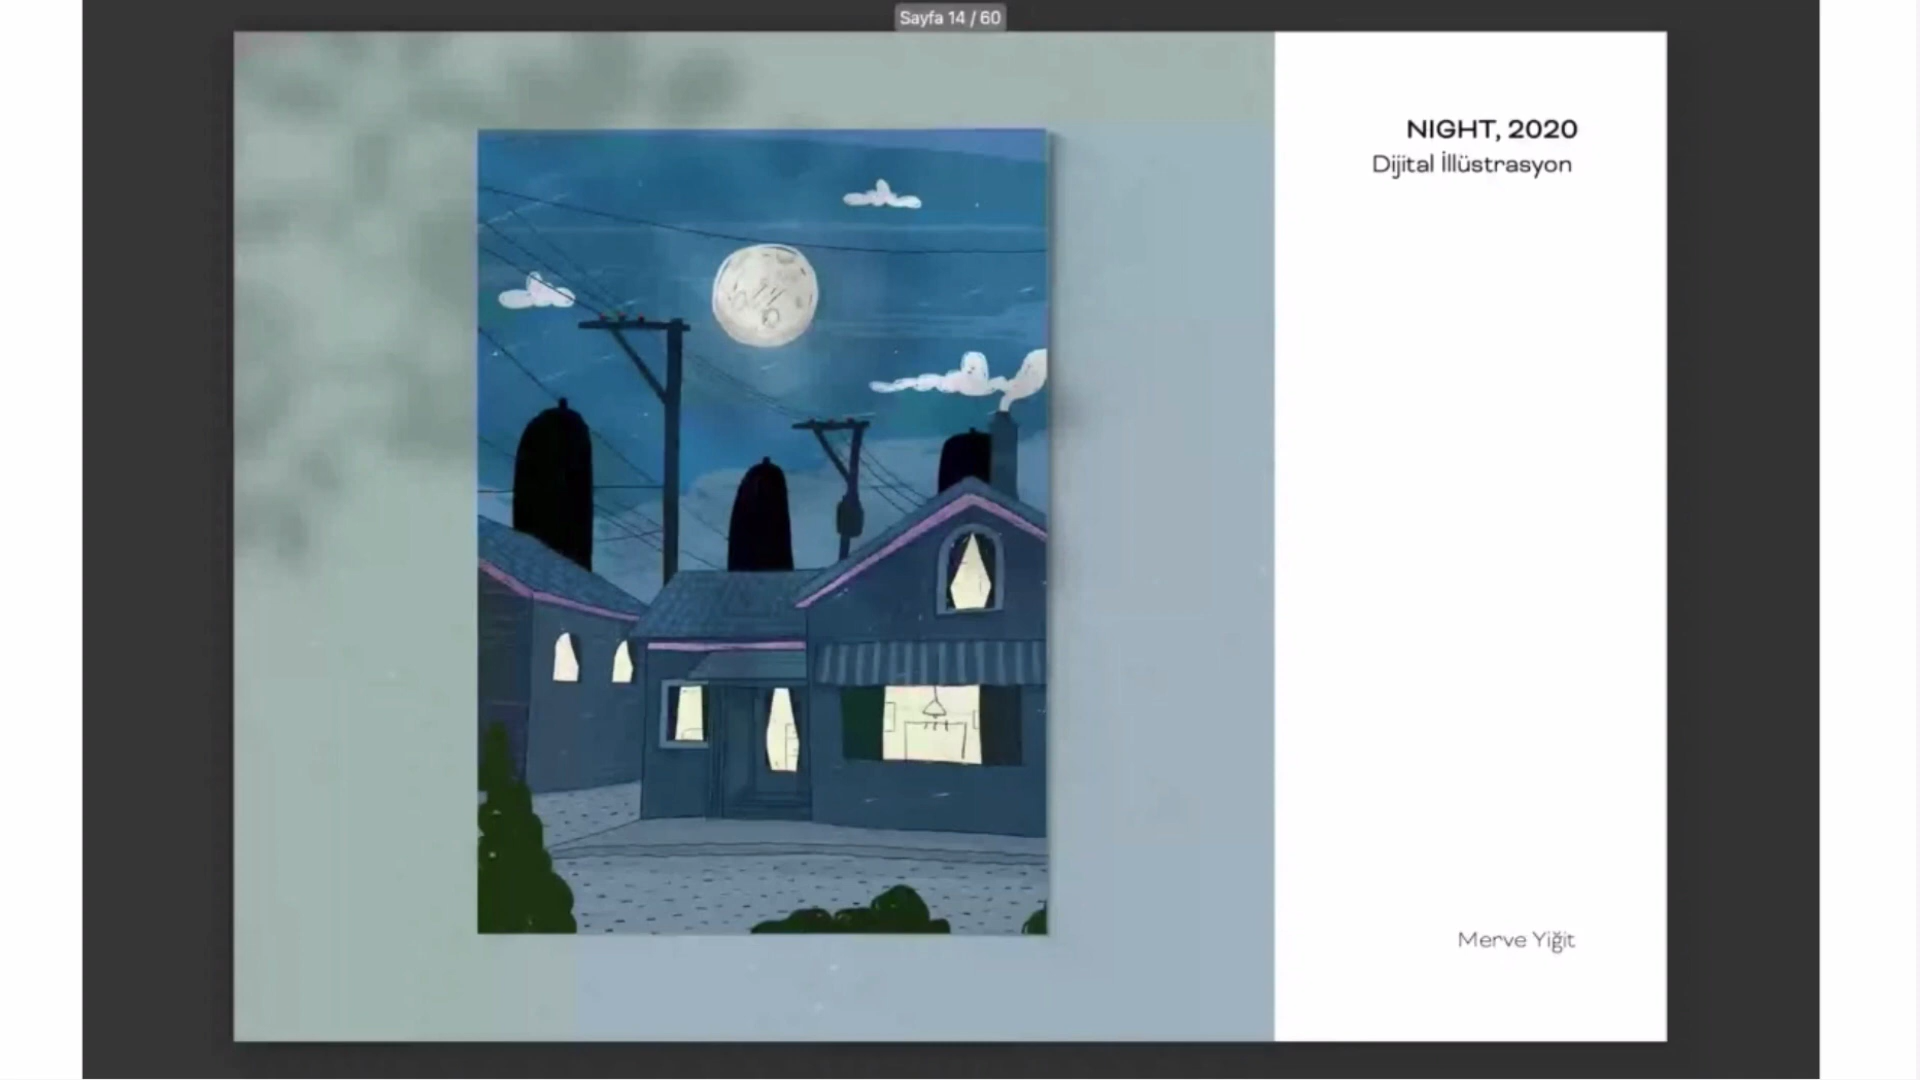 Sayfa 14 / 60
NIGHT, 2020
Dijital İllüstrasyon
Merve Yiğit